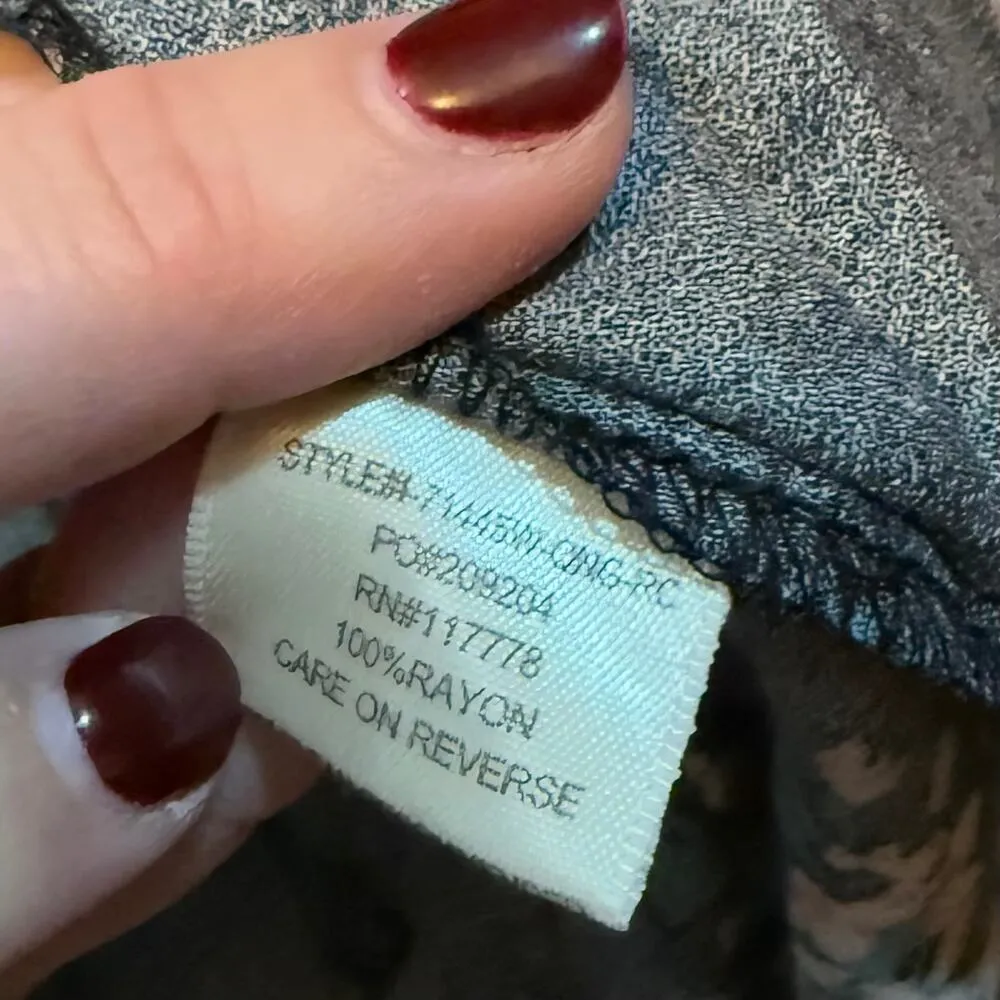 STYLE#
PO#209204
RN#117778
100%RAYON
CARE ON REVERSE